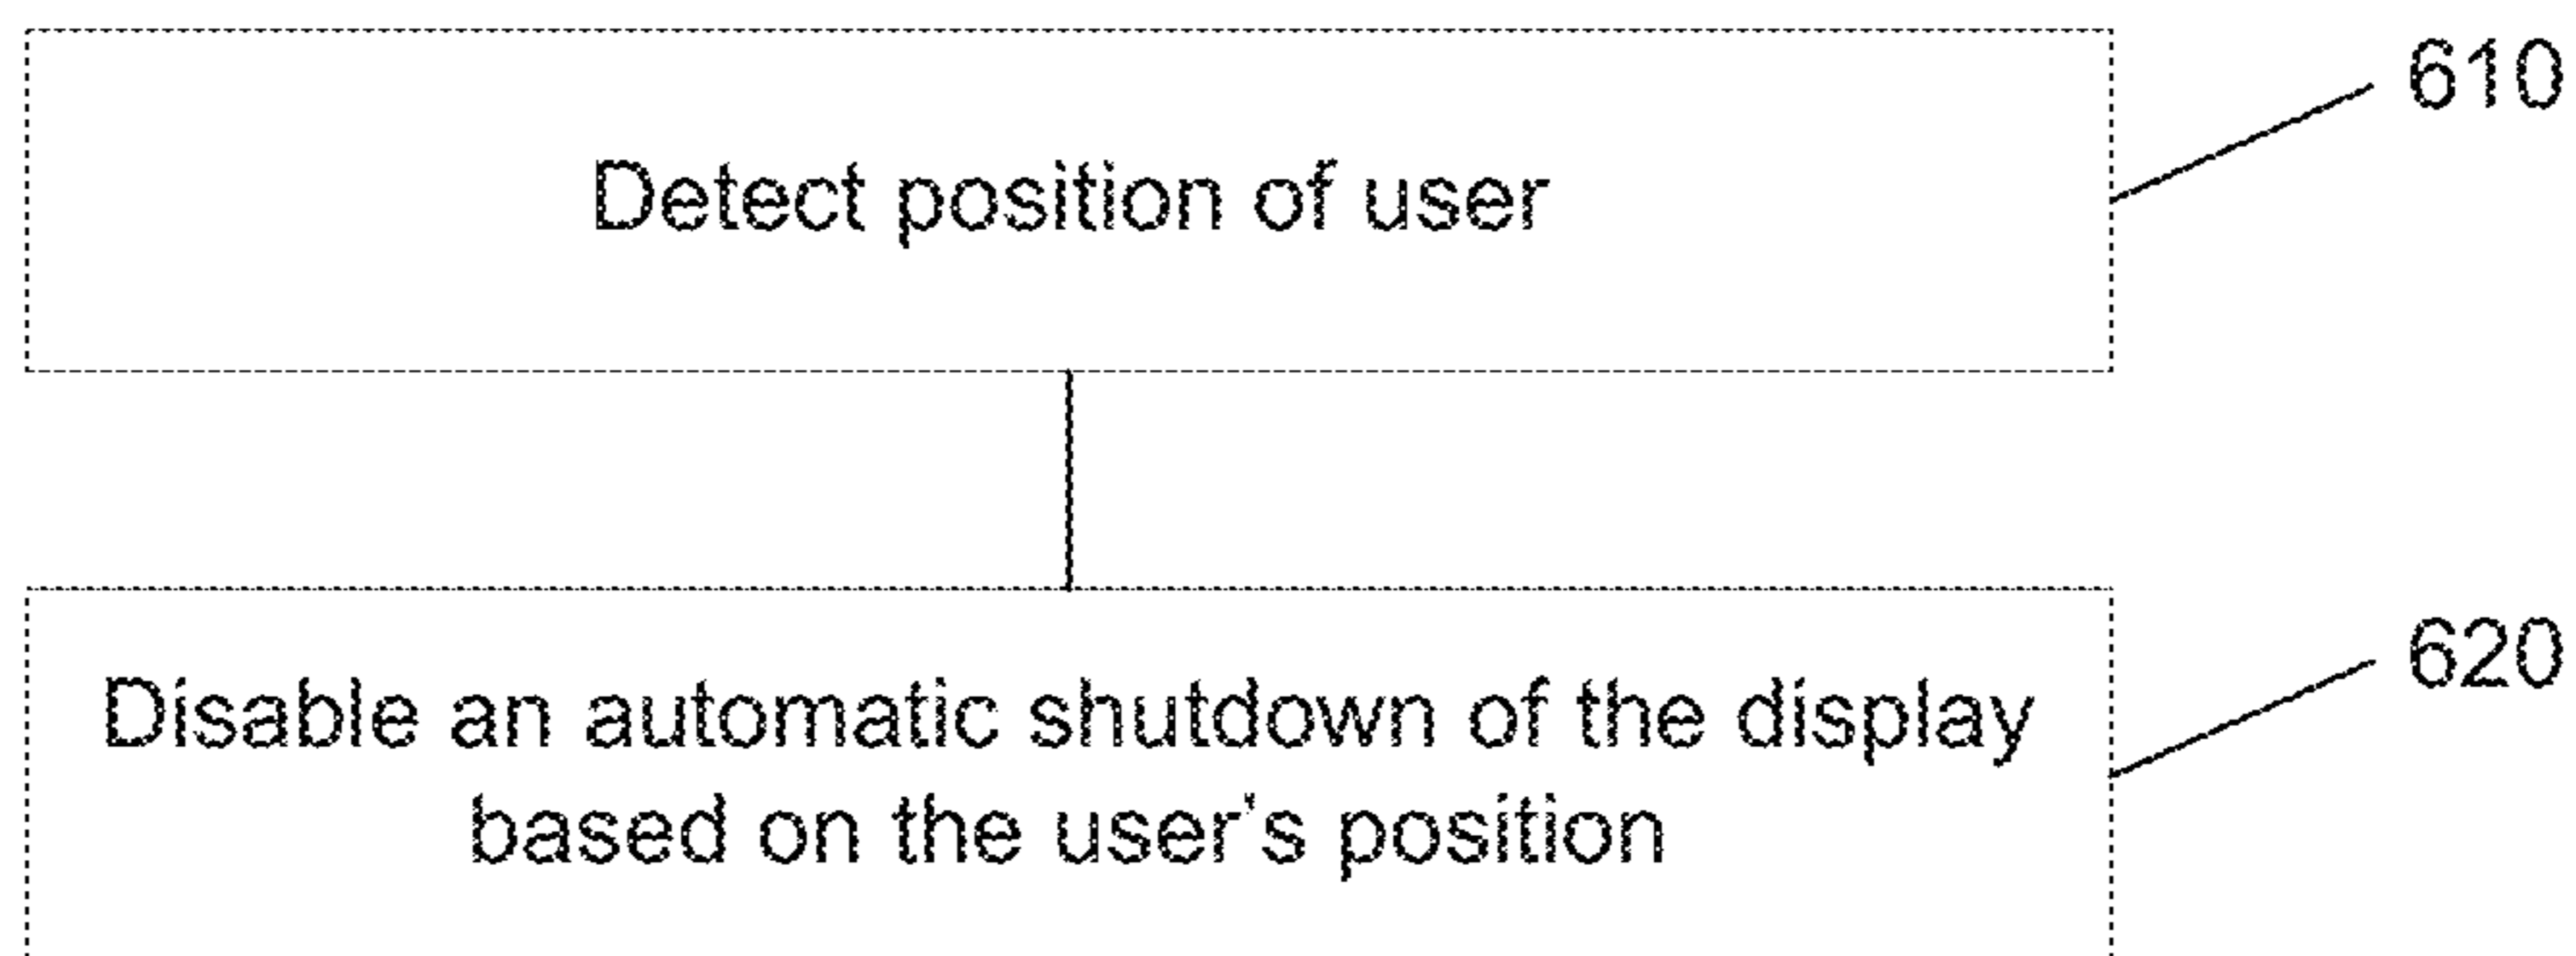 610
Detect position of user
620
Disable an automatic shutdown of the display
based on the user's position